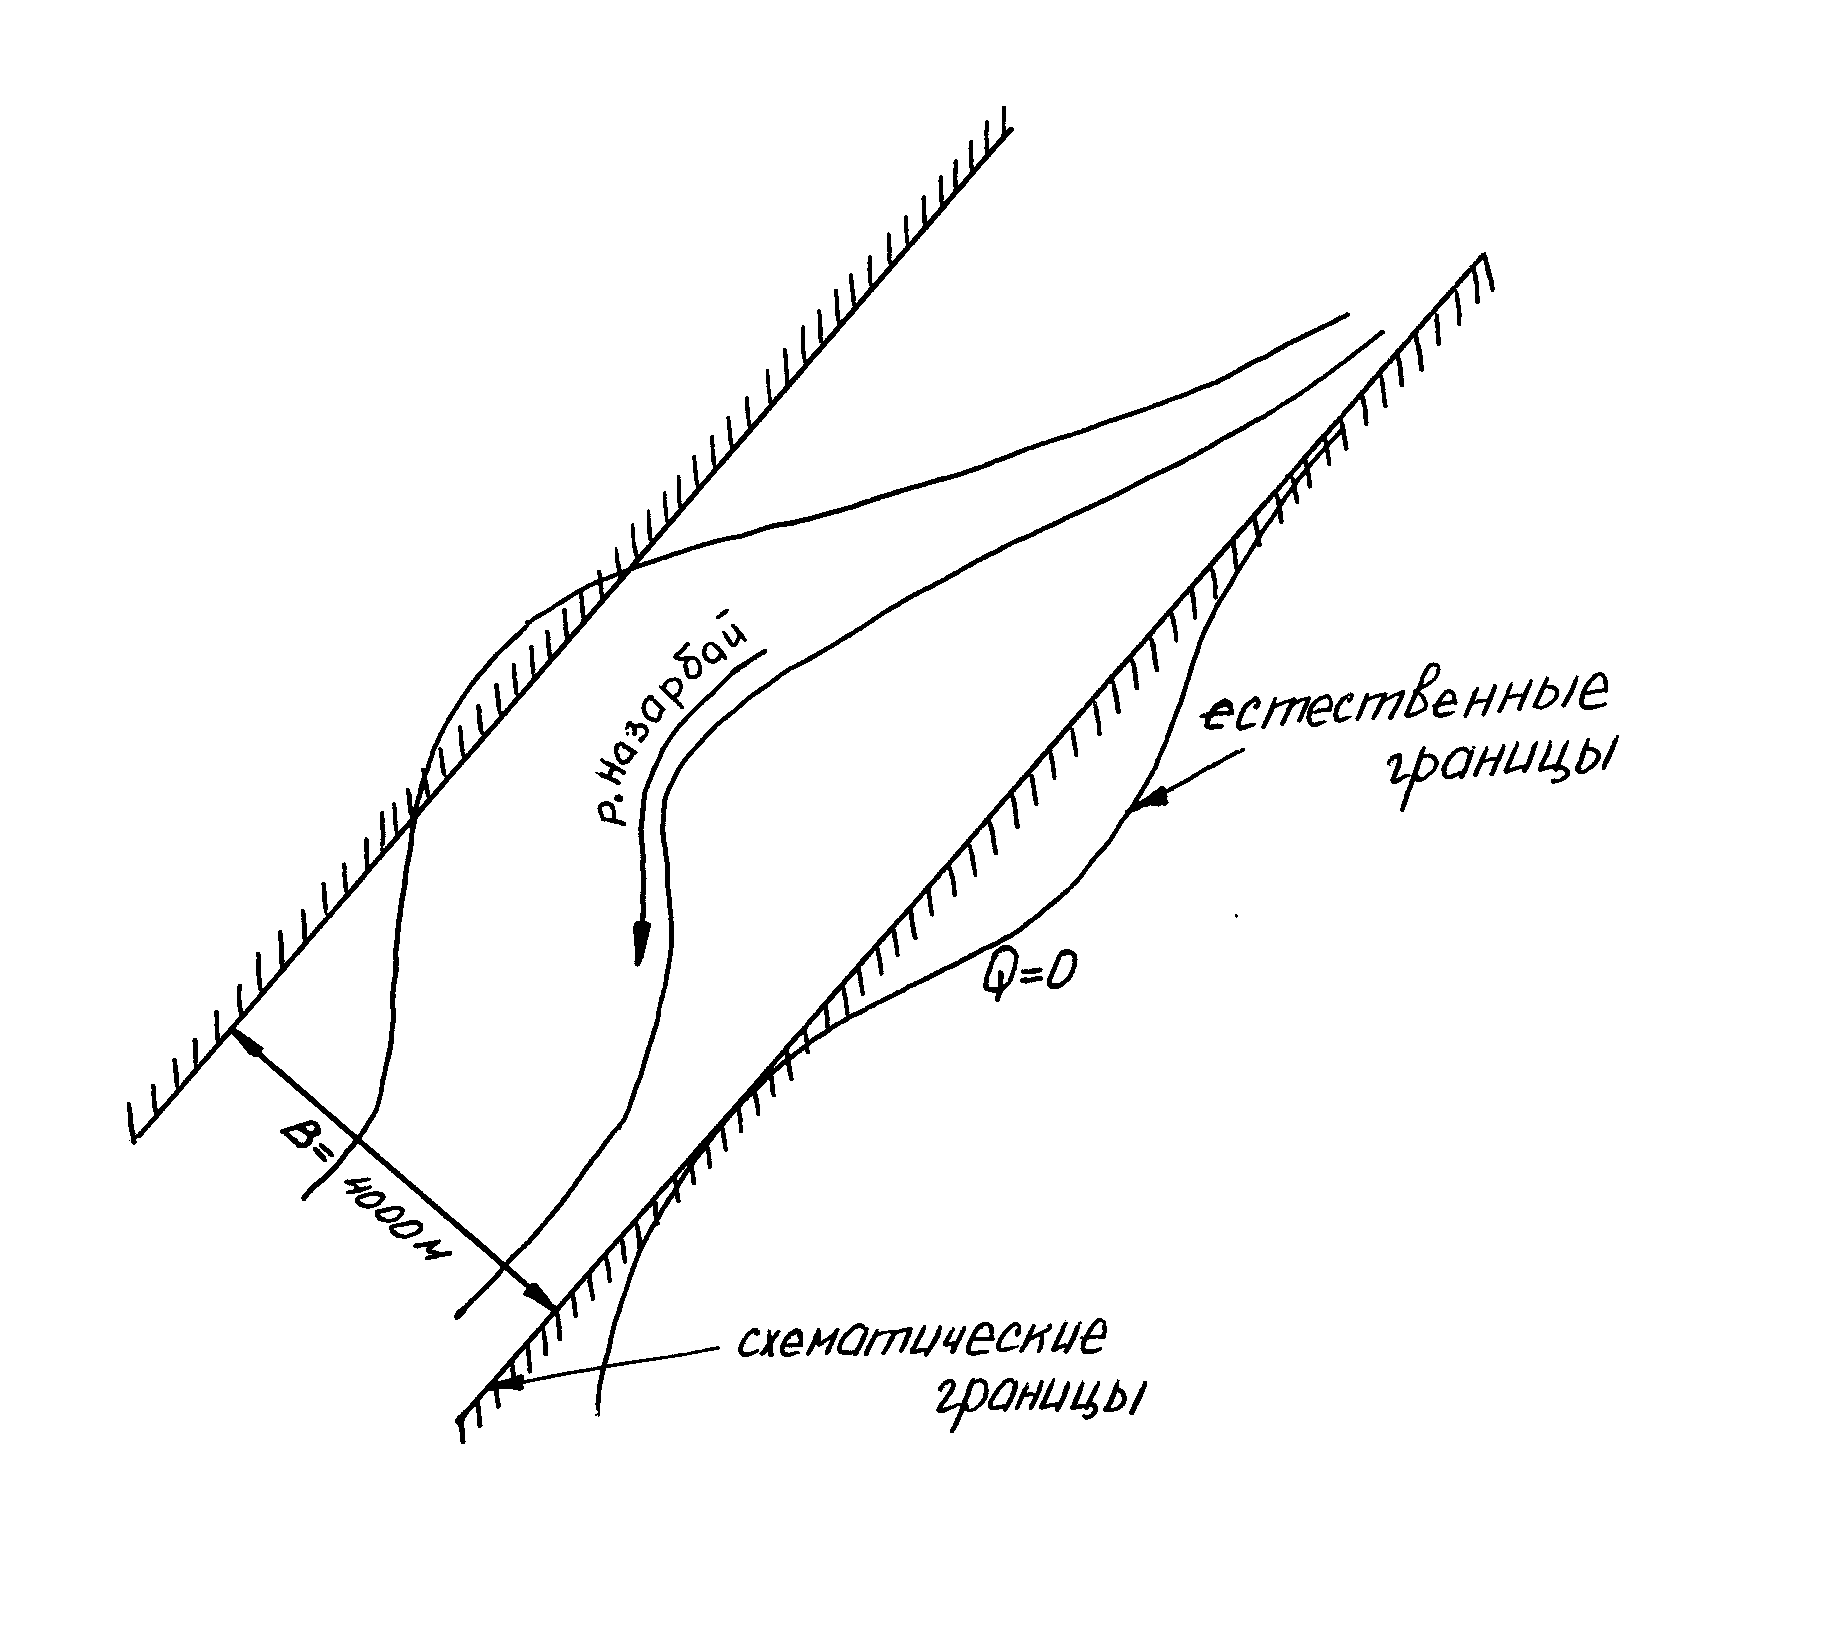 р. Назарбай
естественные
границы
Q=0
В= 4000м
схематические
границы